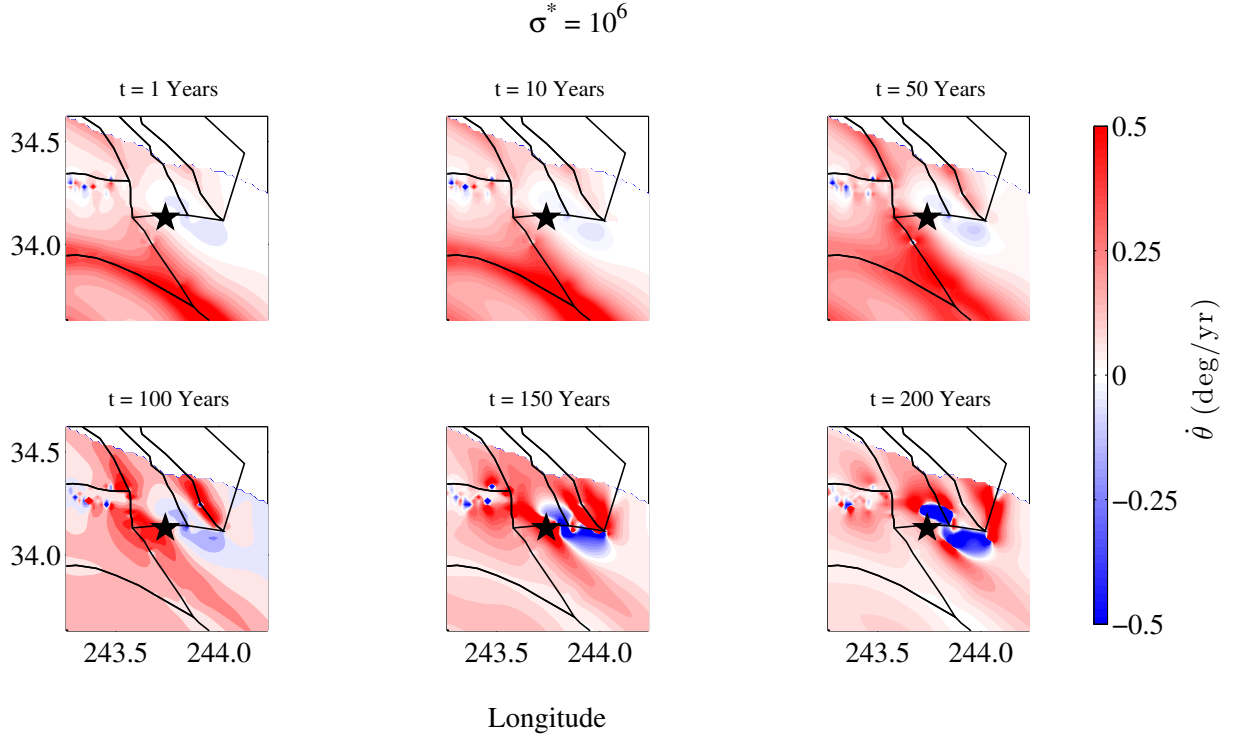 σ* = 10⁶
t = 1 Years
t = 10 Years
t = 50 Years
34.5
34.0
0.5
0.25
0
−0.25
−0.5
θ̇ (deg/yr)
t = 100 Years
t = 150 Years
t = 200 Years
34.5
34.0
243.5 244.0
243.5 244.0
243.5 244.0
Longitude